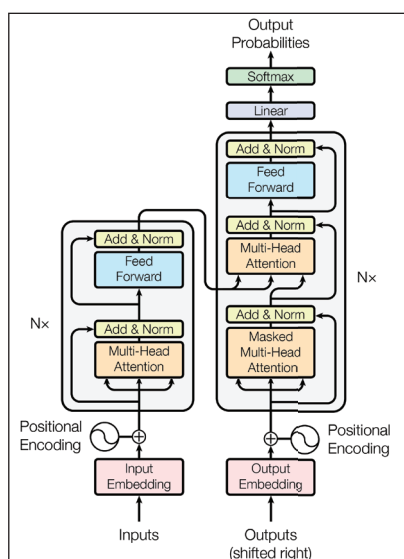 Output
Probabilities
Softmax
Linear
Add & Norm
Feed
Forward
Add & Norm
Multi-Head
Attention
Add & Norm
Masked
Multi-Head
Attention
Nx
Add & Norm
Feed
Forward
Add & Norm
Multi-Head
Attention
Nx
Positional
Encoding
Positional
Encoding
Input
Embedding
Output
Embedding
Inputs
Outputs
(shifted right)